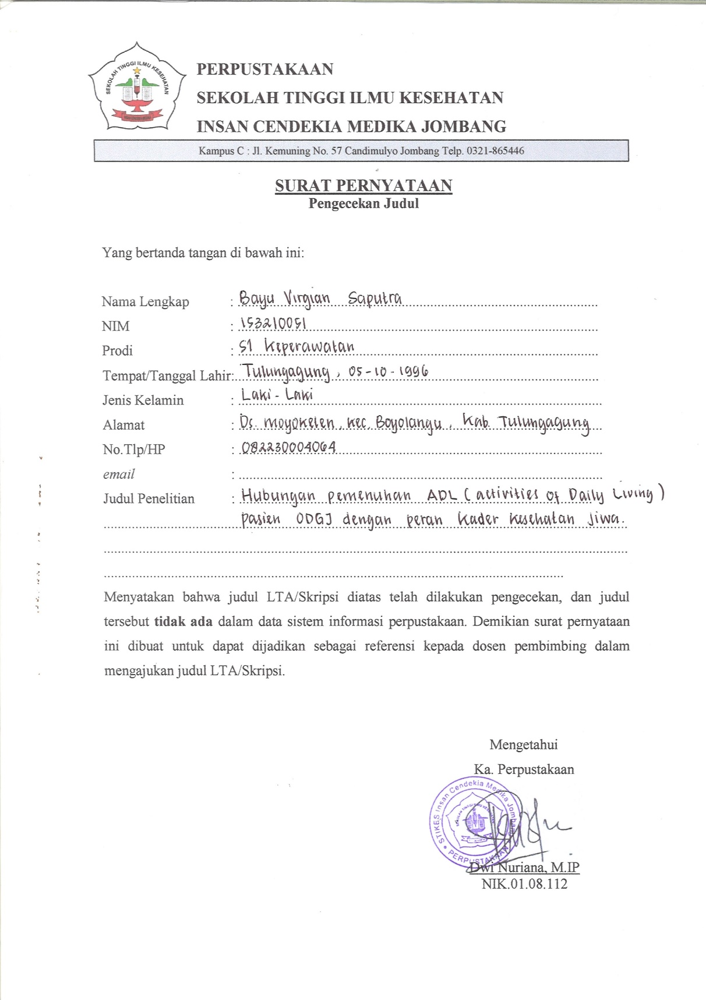 SEKOLAH TINGGI ILMU KESEHATAN
PERPUSTAKAAN
SEKOLAH TINGGI ILMU KESEHATAN
INSAN CENDEKIA MEDIKA JOMBANG
Kampus C : Jl. Kemuning No. 57 Candimulyo Jombang Telp. 0321-865446
SURAT PERNYATAAN
Pengecekan Judul
Yang bertanda tangan di bawah ini:
Nama Lengkap : Bayu Virgian Saputra
NIM : 153210051
Prodi : S1 Keperawatan
Tempat/Tanggal Lahir: Tulungagung, 05-10-1996
Jenis Kelamin : Laki-Laki
Alamat : Ds. Moyoketen, Kec. Boyolangu, Kab. Tulungagung
No.Tlp/HP : 082230004064
email :
Judul Penelitian : Hubungan pemenuhan ADL (activities of Daily Living)
pasien ODGJ dengan peran kader kesehatan jiwa.
Menyatakan bahwa judul LTA/Skripsi diatas telah dilakukan pengecekan, dan judul
tersebut tidak ada dalam data sistem informasi perpustakaan. Demikian surat pernyataan
ini dibuat untuk dapat dijadikan sebagai referensi kepada dosen pembimbing dalam
mengajukan judul LTA/Skripsi.
Mengetahui
Ka. Perpustakaan
STIKES Insan Cendekia Medika Jombang
PERPUSTAKAAN
Dwi Nuriana, M.IP
NIK.01.08.112